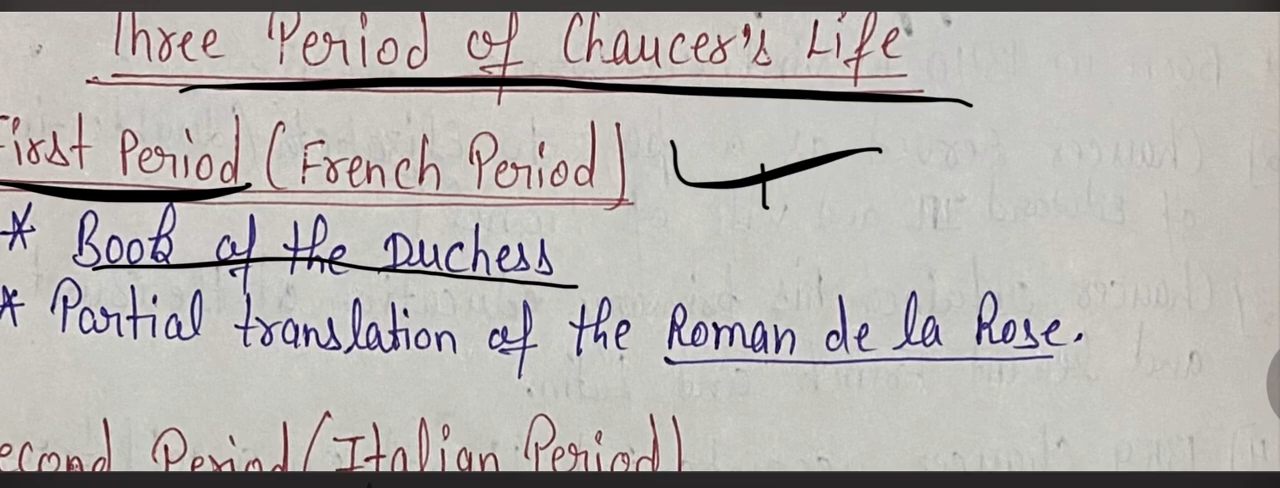 Three Period of Chaucer's Life
First Period (French Period)
* Book of the Duchess
* Partial translation of the Roman de la Rose.
Second Period (Italian Period)